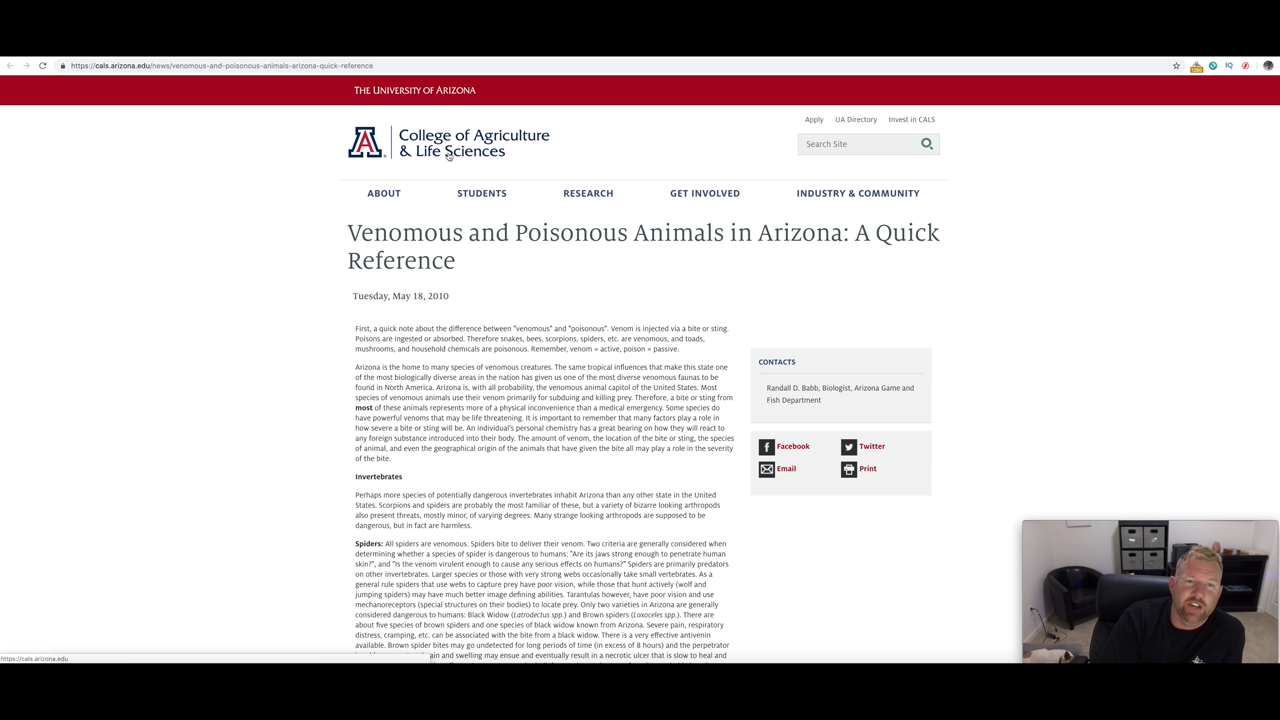 https://cals.arizona.edu/news/venomous-and-poisonous-animals-arizona-quick-reference
THE UNIVERSITY OF ARIZONA
Apply UA Directory Invest in CALS
A
College of Agriculture
& Life Sciences
Search Site
ABOUT STUDENTS RESEARCH GET INVOLVED INDUSTRY & COMMUNITY
Venomous and Poisonous Animals in Arizona: A Quick
Reference
Tuesday, May 18, 2010
First, a quick note about the difference between "venomous" and "poisonous". Venom is injected via a bite or sting.
Poisons are ingested or absorbed. Therefore snakes, bees, scorpions, spiders, etc. are venomous, and toads,
mushrooms, and household chemicals are poisonous. Remember, venom = active, poison = passive.
Arizona is the home to many species of venomous creatures. The same tropical influences that make this state one
of the most biologically diverse areas in the nation has given us one of the most diverse venomous faunas to be
found in North America. Arizona is, with all probability, the venomous animal capitol of the United States. Most
species of venomous animals use their venom primarily for subduing and killing prey. Therefore, a bite or sting from
most of these animals represents more of a physical inconvenience than a medical emergency. Some species do
have powerful venoms that may be life threatening. It is important to remember that many factors play a role in
how severe a bite or sting will be. An individual's personal chemistry has a great bearing on how they will react to
any foreign substance introduced into their body. The amount of venom, the location of the bite or sting, the species
of animal, and even the geographical origin of the animals that have given the bite all may play a role in the severity
of the bite.
Invertebrates
Perhaps more species of potentially dangerous invertebrates inhabit Arizona than any other state in the United
States. Scorpions and spiders are probably the most familiar of these, but a variety of bizarre looking arthropods
also present threats, mostly minor, of varying degrees. Many strange looking arthropods are supposed to be
dangerous, but in fact are harmless.
Spiders: All spiders are venomous. Spiders bite to deliver their venom. Two criteria are generally considered when
determining whether a species of spider is dangerous to humans: "Are its jaws strong enough to penetrate human
skin?", and "Is the venom virulent enough to cause any serious effects on humans?" Spiders are primarily predators
on other invertebrates. Larger species or those with very strong webs occasionally take small vertebrates. As a
general rule spiders that use webs to capture prey have poor vision, while those that hunt actively (wolf and
jumping spiders) may have much better image defining abilities. Tarantulas however, have poor vision and use
mechanoreceptors (special structures on their bodies) to locate prey. Only two varieties in Arizona are generally
considered dangerous to humans: Black Widow (Latrodectus spp.) and Brown spiders (Loxoceles spp.). There are
about five species of brown spiders and one species of black widow known from Arizona. Severe pain, respiratory
distress, cramping, etc. can be associated with the bite from a black widow. There is a very effective antivenin
available. Brown spider bites may go undetected for long periods of time (in excess of 8 hours) and the perpetrator
and swelling may ensue and eventually result in a necrotic ulcer that is slow to heal and
CONTACTS
Randall D. Babb, Biologist, Arizona Game and
Fish Department
Facebook Twitter
Email Print
https://cals.arizona.edu